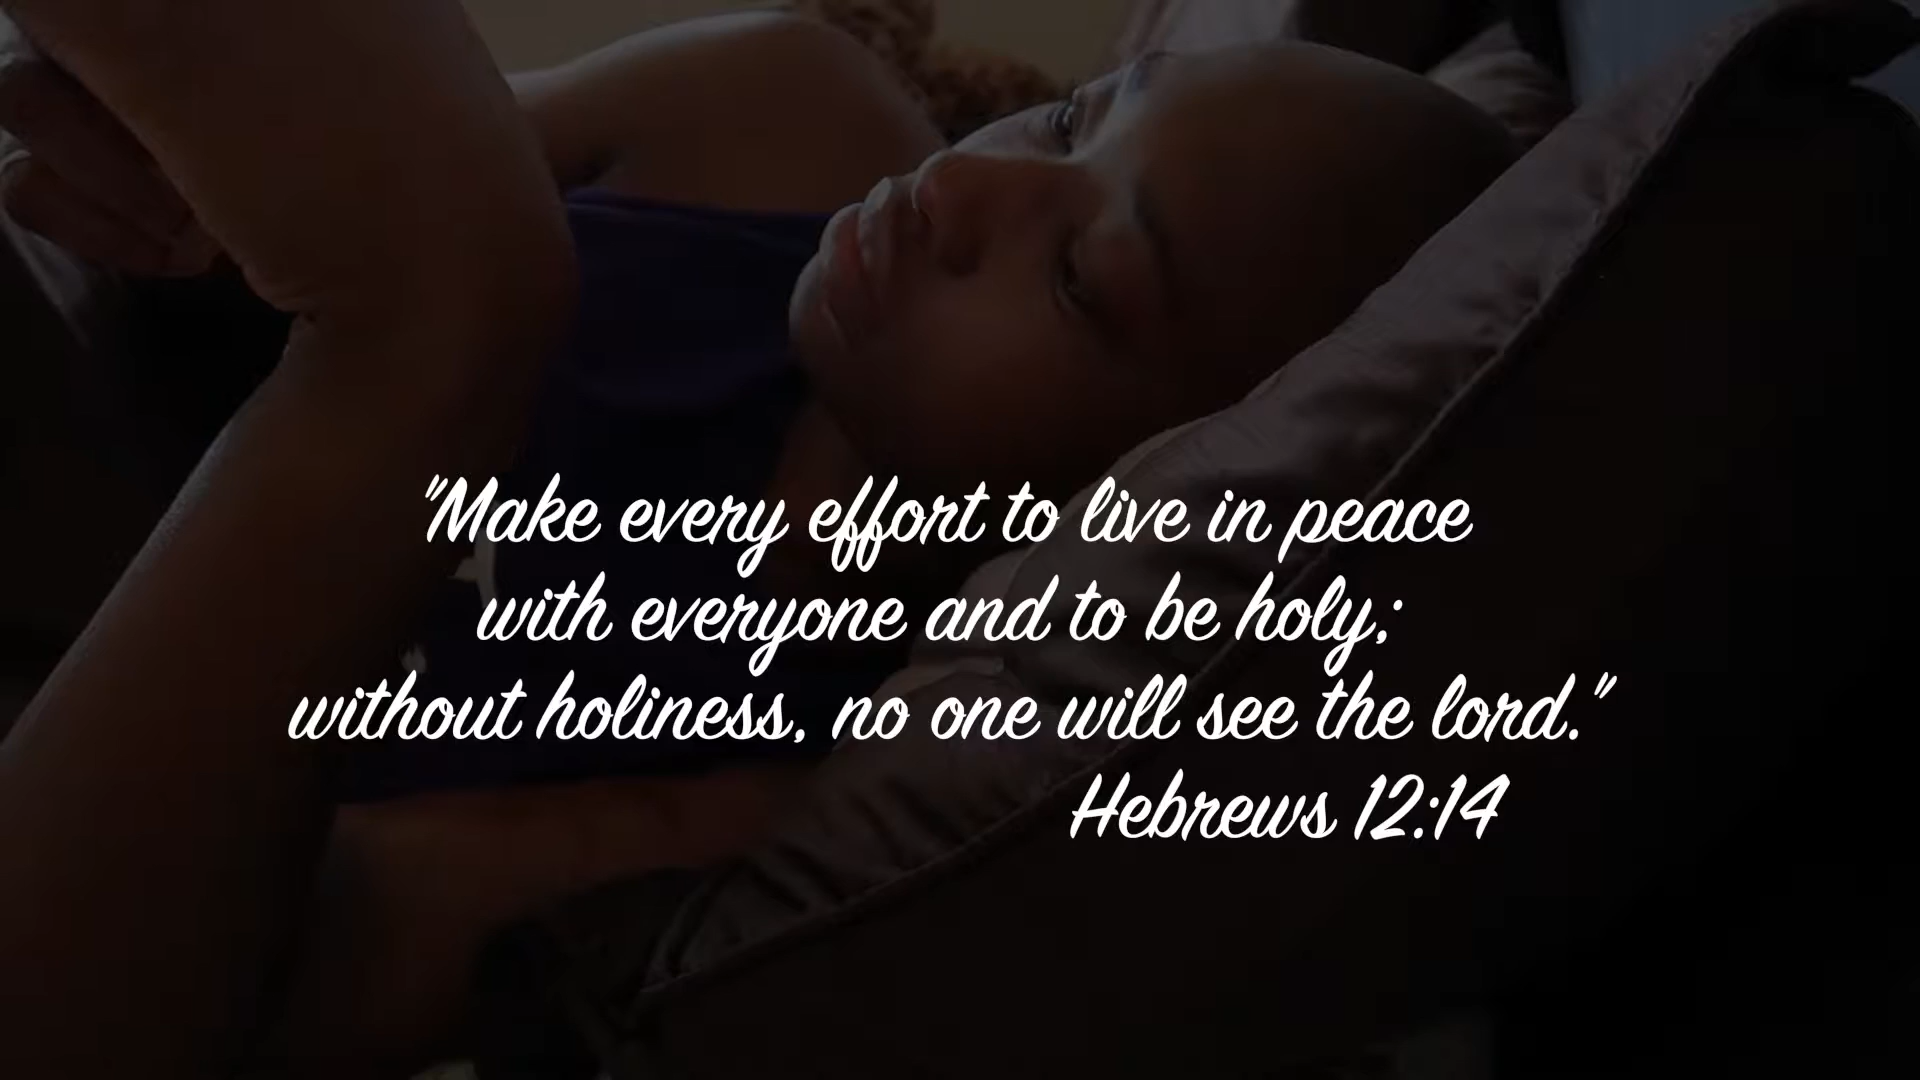 "Make every effort to live in peace
with everyone and to be holy;
without holiness, no one will see the lord."
Hebrews 12:14